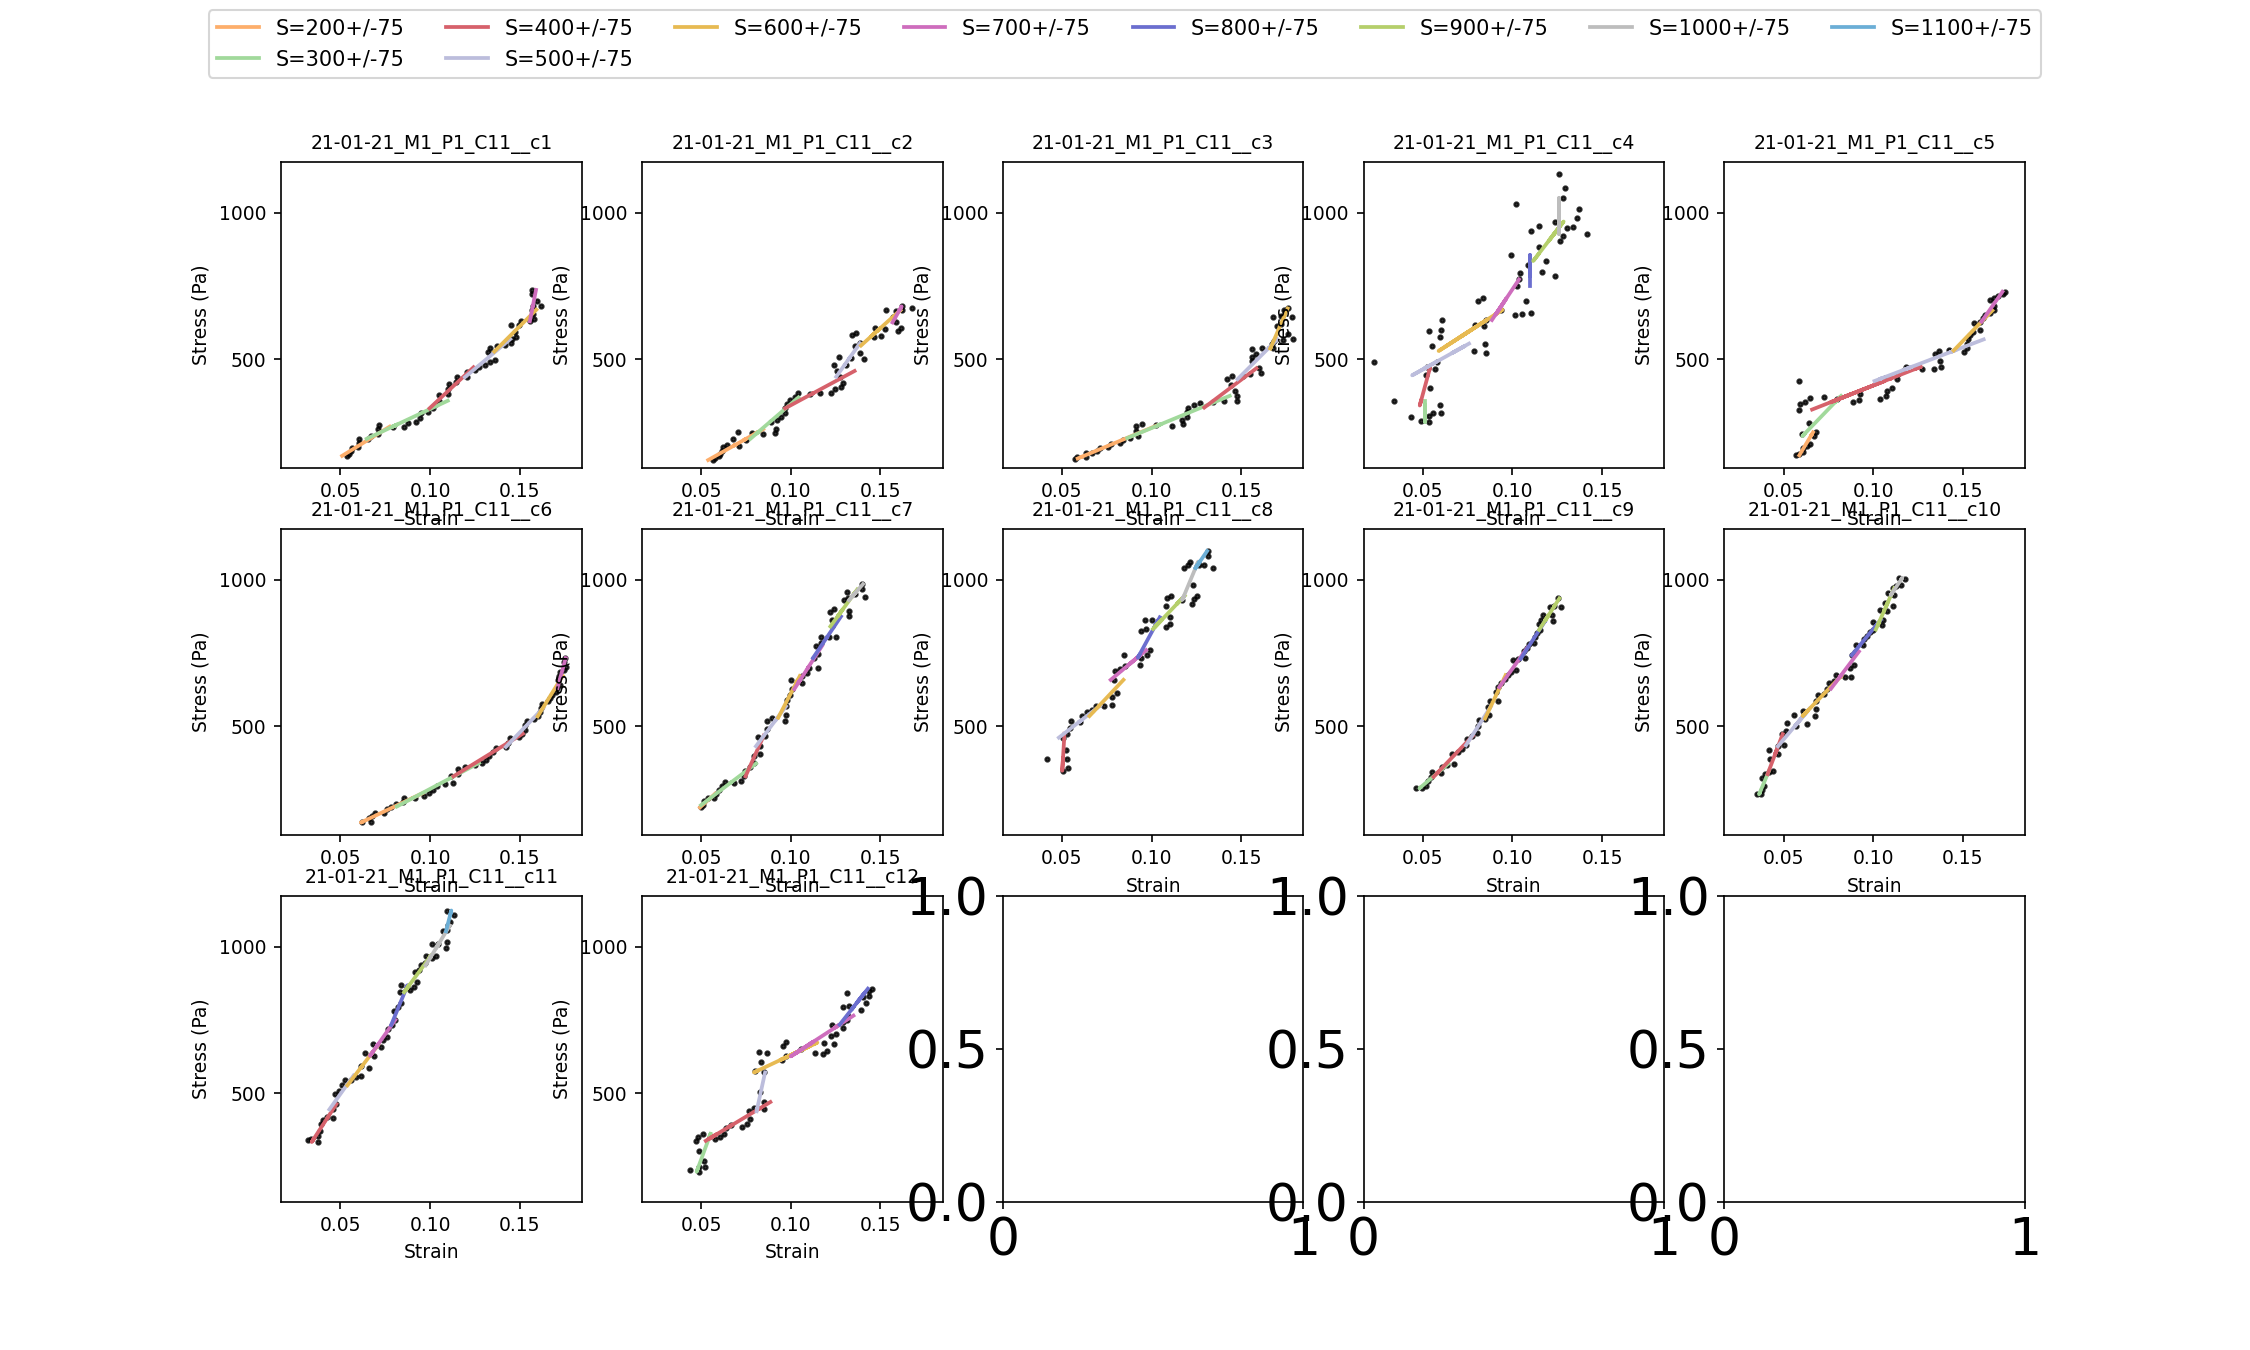 S=200+/-75 S=400+/-75 S=600+/-75 S=700+/-75 S=800+/-75 S=900+/-75 S=1000+/-75 S=1100+/-75
S=300+/-75 S=500+/-75
21-01-21_M1_P1_C11__c1 21-01-21_M1_P1_C11__c2 21-01-21_M1_P1_C11__c3 21-01-21_M1_P1_C11__c4 21-01-21_M1_P1_C11__c5
1000 1000 1000 1000 1000
Stress (Pa) Stress (Pa) Stress (Pa) Stress (Pa) Stress (Pa)
500 500 500 500 500
0.05 0.10 0.15 0.05 0.10 0.15 0.05 0.10 0.15 0.05 0.10 0.15 0.05 0.10 0.15
Strain Strain Strain Strain Strain
21-01-21_M1_P1_C11__c6 21-01-21_M1_P1_C11__c7 21-01-21_M1_P1_C11__c8 21-01-21_M1_P1_C11__c9 21-01-21_M1_P1_C11__c10
1000 1000 1000 1000 1000
Stress (Pa) Stress (Pa) Stress (Pa) Stress (Pa) Stress (Pa)
500 500 500 500 500
0.05 0.10 0.15 0.05 0.10 0.15 0.05 0.10 0.15 0.05 0.10 0.15 0.05 0.10 0.15
Strain Strain Strain Strain Strain
21-01-21_M1_P1_C11__c11 21-01-21_M1_P1_C11__c12
1.0 1.0 1.0
1000 1000
Stress (Pa) Stress (Pa)
0.5 0.5 0.5
500 500
0.0 0.0 0.0
0.05 0.10 0.15 0.05 0.10 0.15 0 1 0 1 0 1
Strain Strain